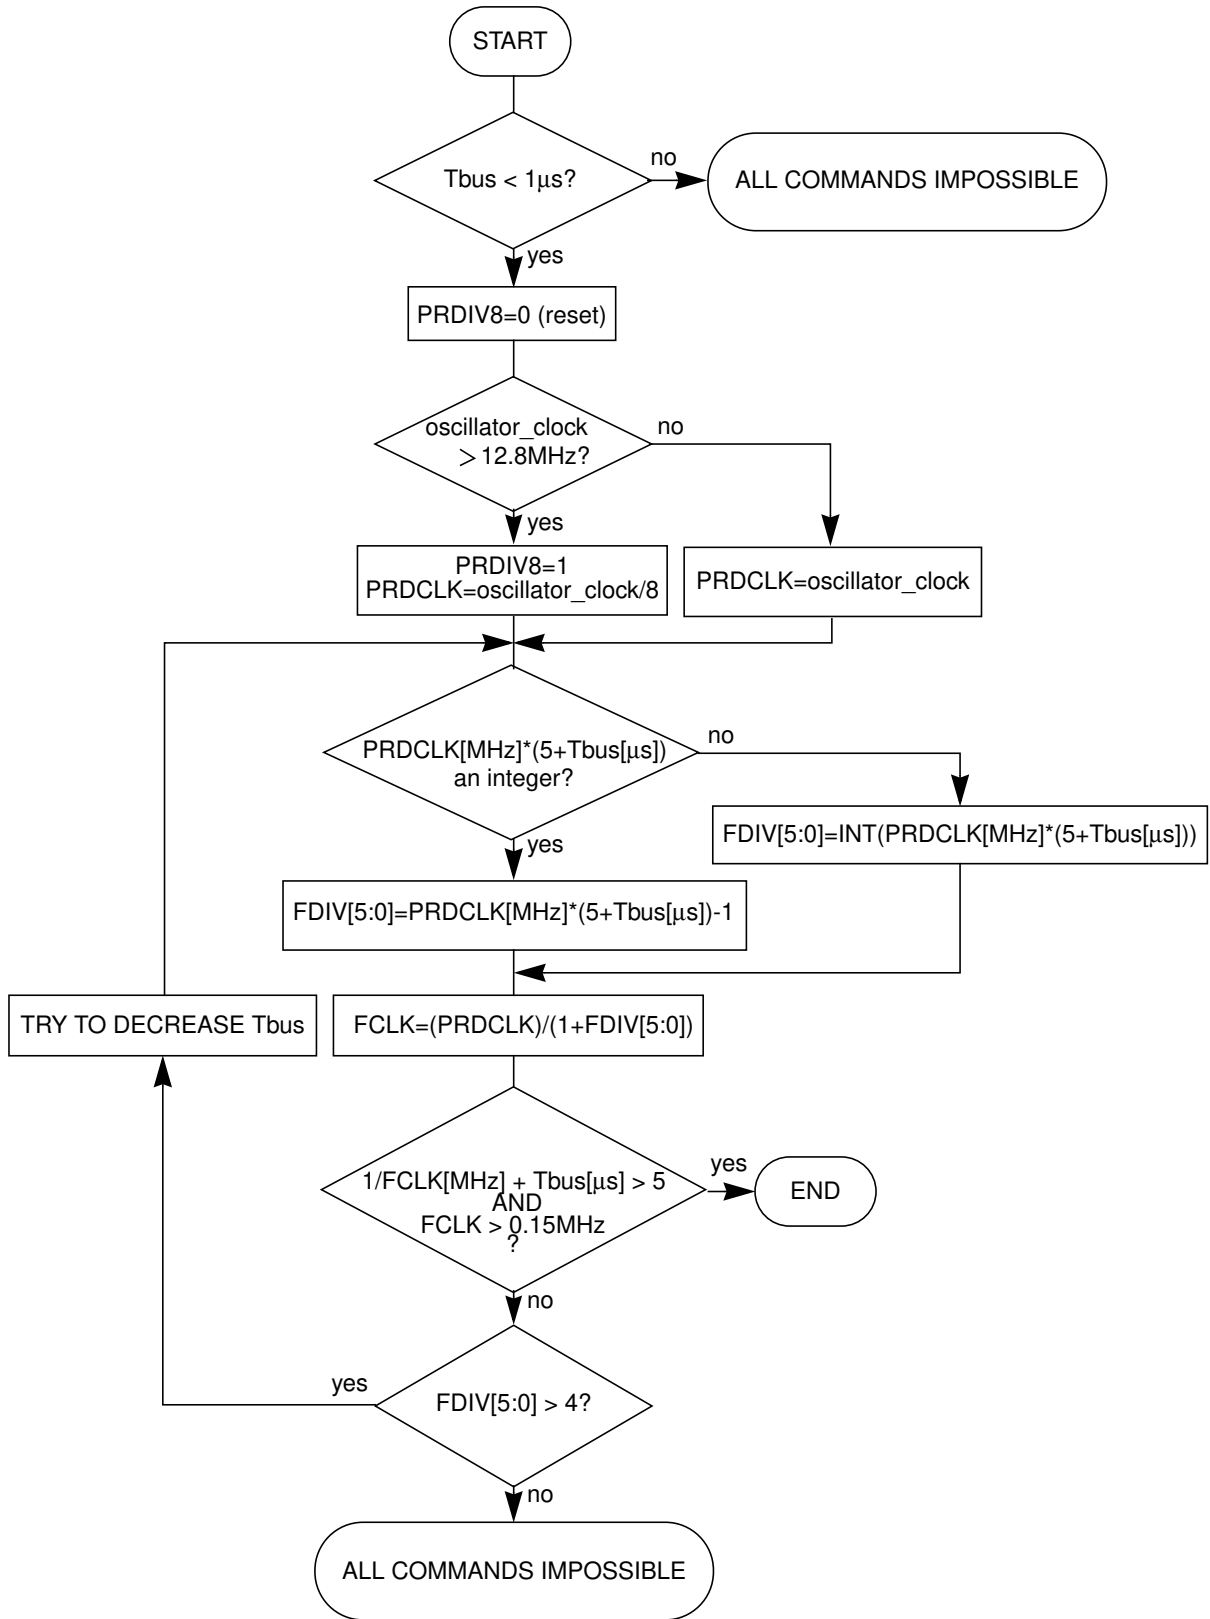 START
Tbus < 1μs?
no
ALL COMMANDS IMPOSSIBLE
yes
PRDIV8=0 (reset)
oscillator_clock
> 12.8MHz?
no
yes
PRDIV8=1
PRDCLK=oscillator_clock/8
PRDCLK=oscillator_clock
PRDCLK[MHz]*(5+Tbus[μs])
an integer?
no
yes
FDIV[5:0]=INT(PRDCLK[MHz]*(5+Tbus[μs]))
FDIV[5:0]=PRDCLK[MHz]*(5+Tbus[μs])-1
TRY TO DECREASE Tbus
FCLK=(PRDCLK)/(1+FDIV[5:0])
1/FCLK[MHz] + Tbus[μs] > 5
AND
FCLK > 0.15MHz
?
yes
END
no
yes
FDIV[5:0] > 4?
no
ALL COMMANDS IMPOSSIBLE